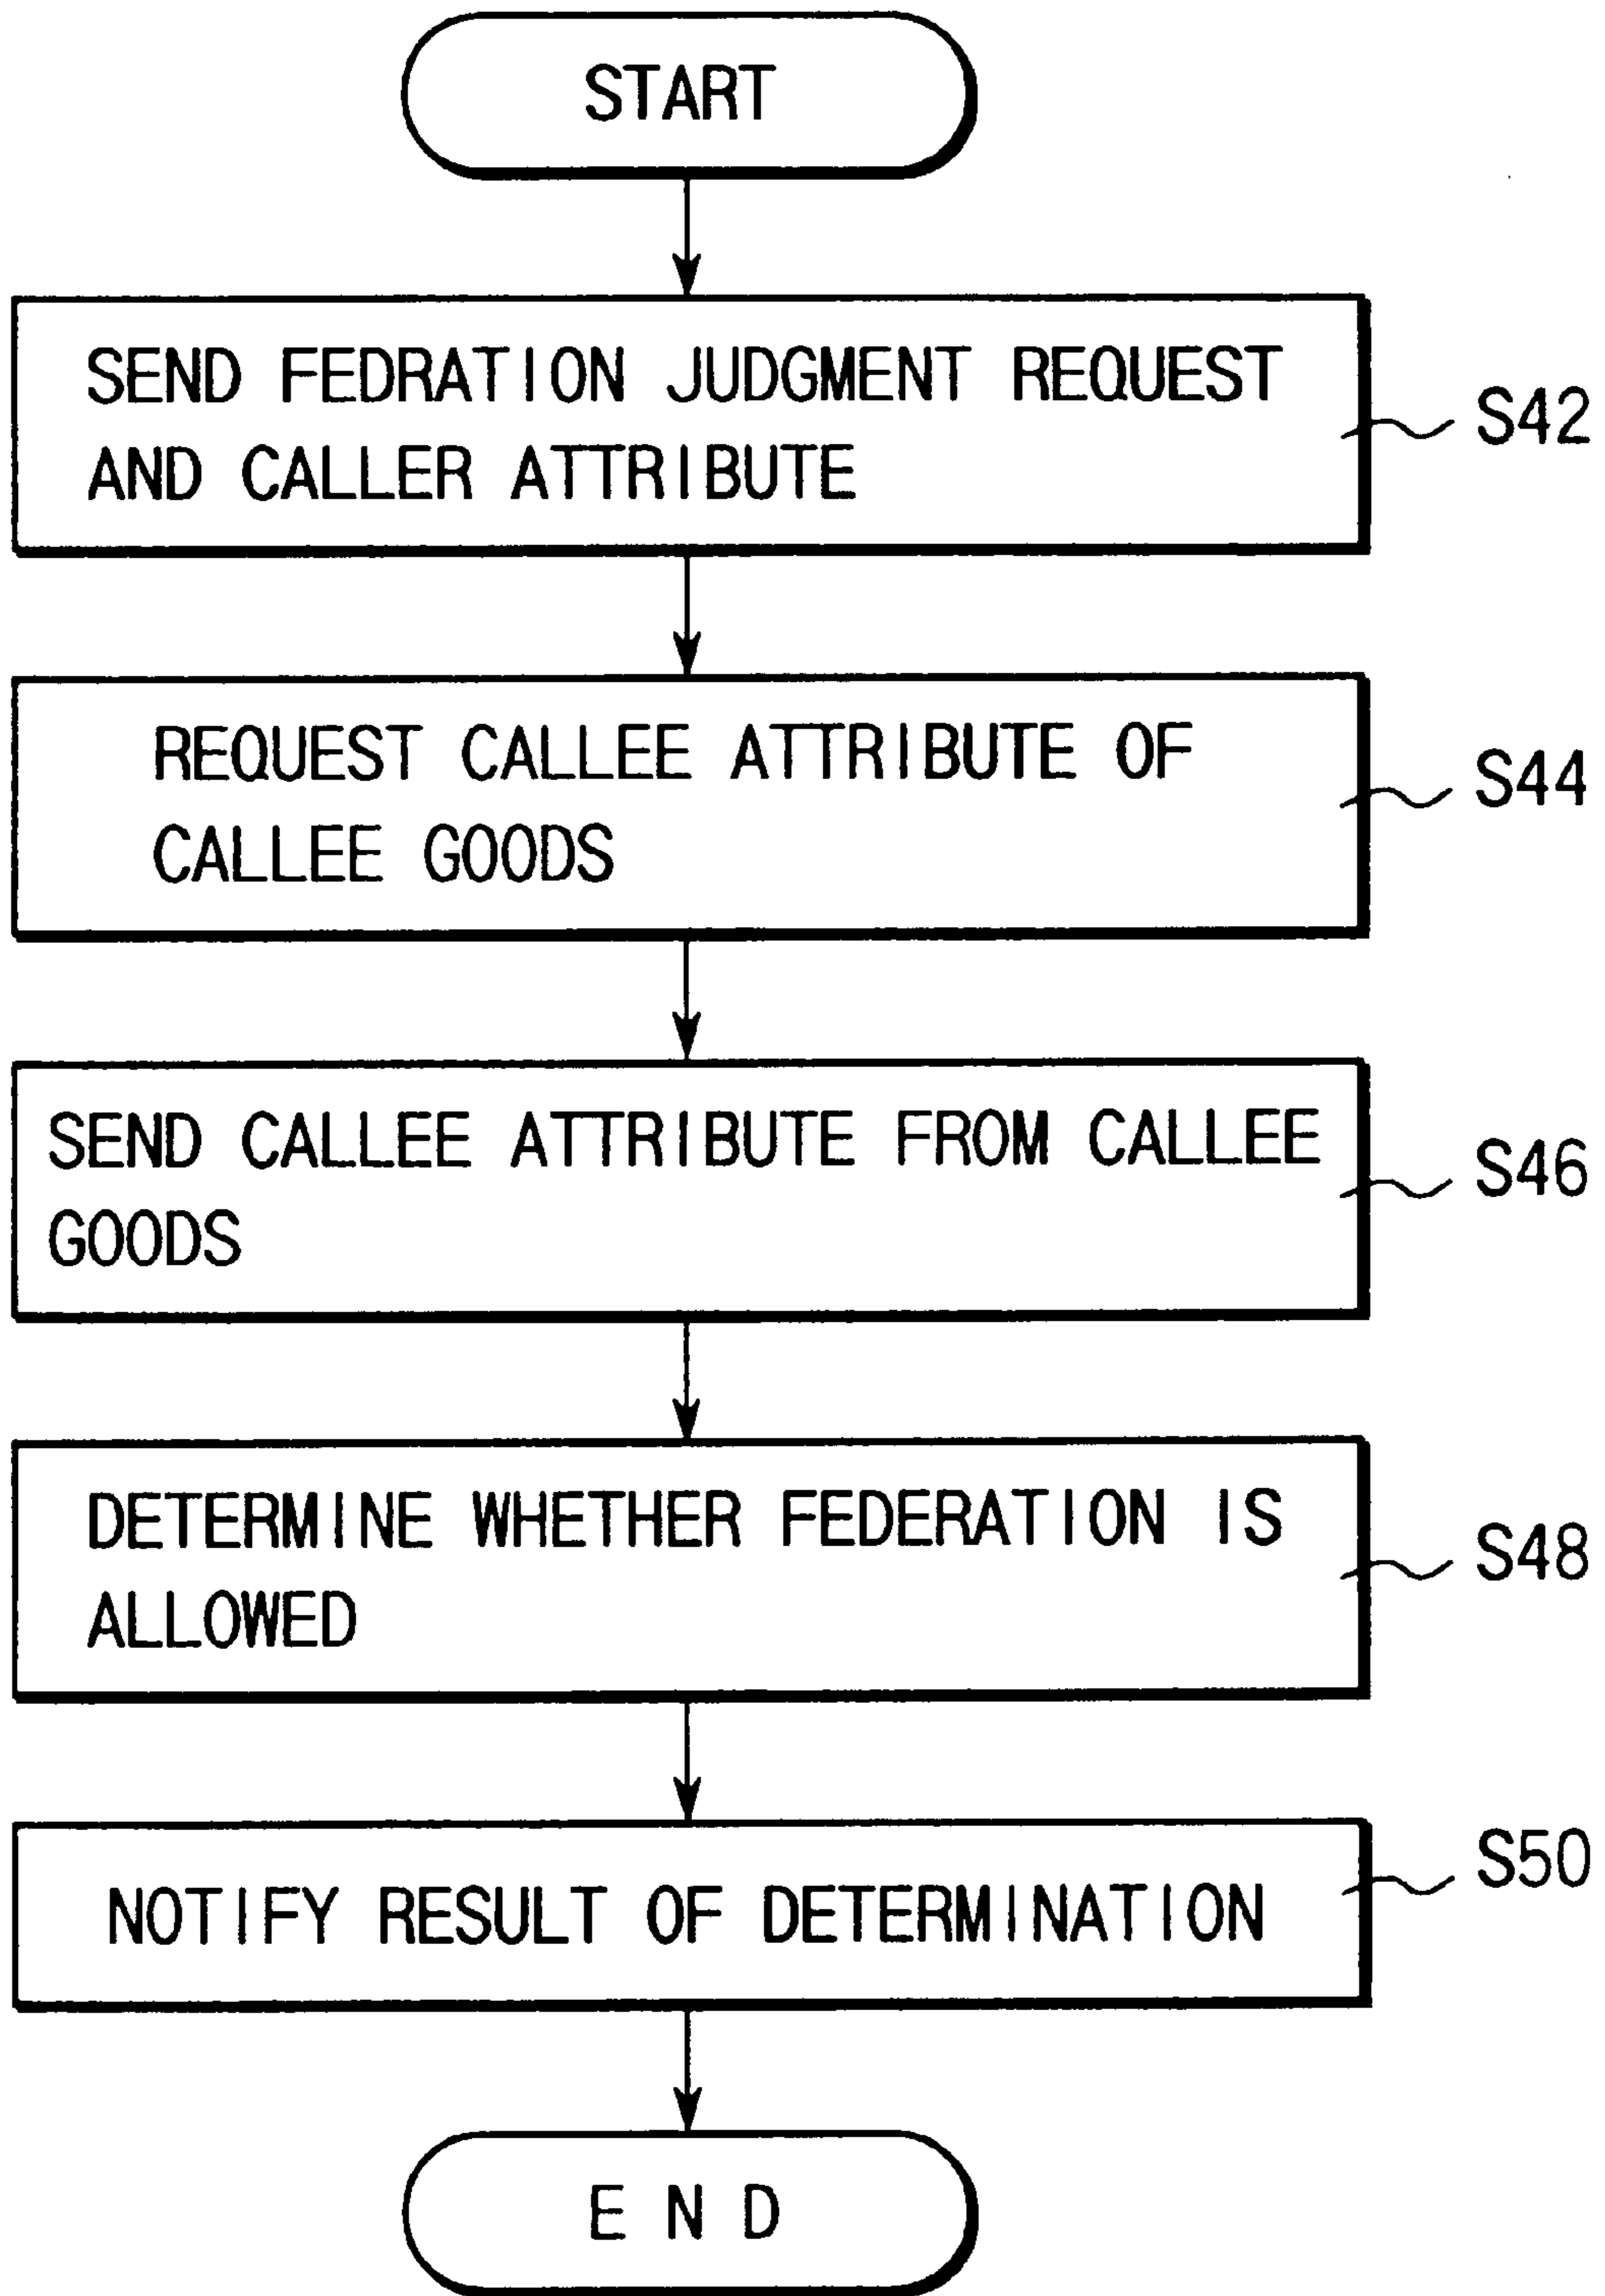 START
SEND FEDRATION JUDGMENT REQUEST
AND CALLER ATTRIBUTE
S42
REQUEST CALLEE ATTRIBUTE OF
CALLEE GOODS
S44
SEND CALLEE ATTRIBUTE FROM CALLEE
GOODS
S46
DETERMINE WHETHER FEDERATION IS
ALLOWED
S48
NOTIFY RESULT OF DETERMINATION
S50
END